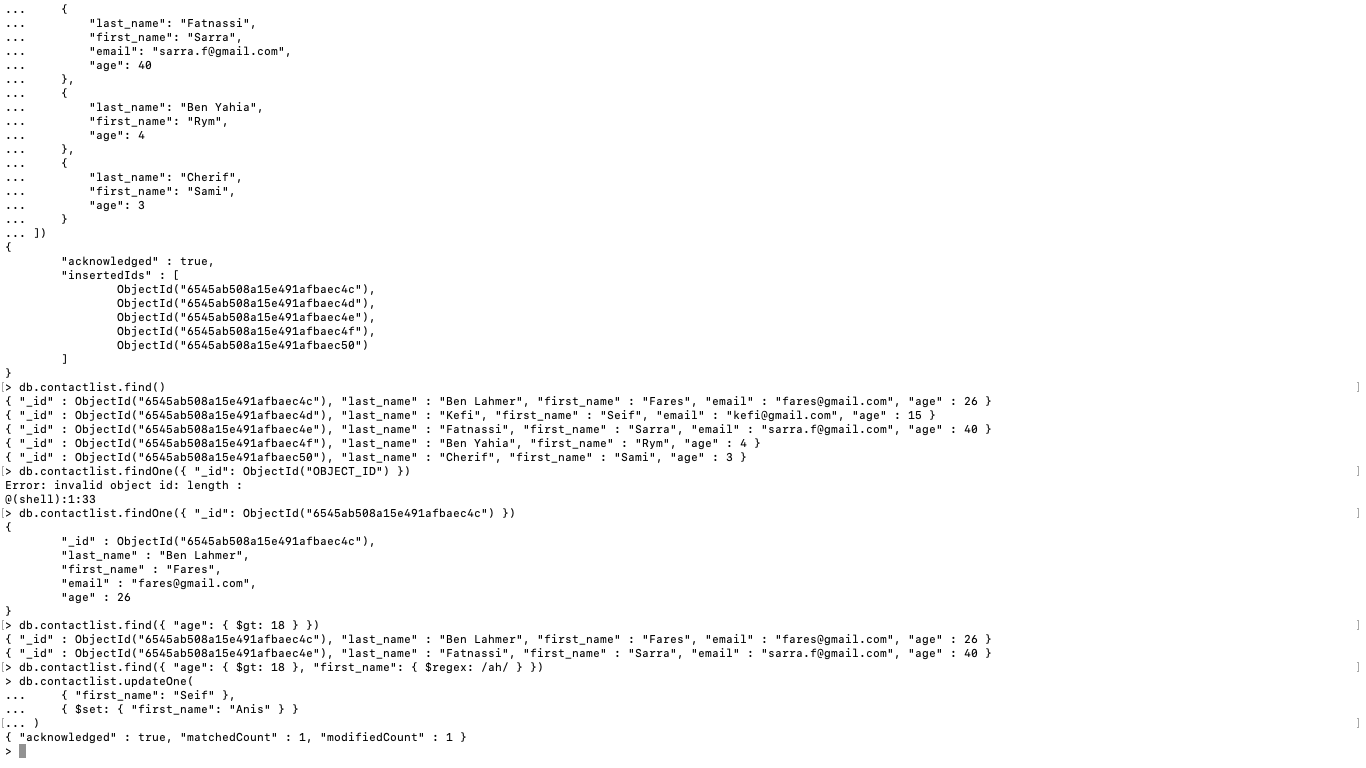 ...     {
...         "last_name": "Fatnassi",
...         "first_name": "Sarra",
...         "email": "sarra.f@gmail.com",
...         "age": 40
...     },
...     {
...         "last_name": "Ben Yahia",
...         "first_name": "Rym",
...         "age": 4
...     },
...     {
...         "last_name": "Cherif",
...         "first_name": "Sami",
...         "age": 3
...     }
... ])
{
        "acknowledged" : true,
        "insertedIds" : [
                ObjectId("6545ab508a15e491afbaec4c"),
                ObjectId("6545ab508a15e491afbaec4d"),
                ObjectId("6545ab508a15e491afbaec4e"),
                ObjectId("6545ab508a15e491afbaec4f"),
                ObjectId("6545ab508a15e491afbaec50")
        ]
}
[> db.contactlist.find() ]
{ "_id" : ObjectId("6545ab508a15e491afbaec4c"), "last_name" : "Ben Lahmer", "first_name" : "Fares", "email" : "fares@gmail.com", "age" : 26 }
{ "_id" : ObjectId("6545ab508a15e491afbaec4d"), "last_name" : "Kefi", "first_name" : "Seif", "email" : "kefi@gmail.com", "age" : 15 }
{ "_id" : ObjectId("6545ab508a15e491afbaec4e"), "last_name" : "Fatnassi", "first_name" : "Sarra", "email" : "sarra.f@gmail.com", "age" : 40 }
{ "_id" : ObjectId("6545ab508a15e491afbaec4f"), "last_name" : "Ben Yahia", "first_name" : "Rym", "age" : 4 }
{ "_id" : ObjectId("6545ab508a15e491afbaec50"), "last_name" : "Cherif", "first_name" : "Sami", "age" : 3 }
[> db.contactlist.findOne({ "_id": ObjectId("OBJECT_ID") }) ]
Error: invalid object id: length :
@(shell):1:33
[> db.contactlist.findOne({ "_id": ObjectId("6545ab508a15e491afbaec4c") }) ]
{
        "_id" : ObjectId("6545ab508a15e491afbaec4c"),
        "last_name" : "Ben Lahmer",
        "first_name" : "Fares",
        "email" : "fares@gmail.com",
        "age" : 26
}
[> db.contactlist.find({ "age": { $gt: 18 } }) ]
{ "_id" : ObjectId("6545ab508a15e491afbaec4c"), "last_name" : "Ben Lahmer", "first_name" : "Fares", "email" : "fares@gmail.com", "age" : 26 }
{ "_id" : ObjectId("6545ab508a15e491afbaec4e"), "last_name" : "Fatnassi", "first_name" : "Sarra", "email" : "sarra.f@gmail.com", "age" : 40 }
[> db.contactlist.find({ "age": { $gt: 18 }, "first_name": { $regex: /ah/ } }) ]
> db.contactlist.updateOne(
...     { "first_name": "Seif" },
...     { $set: { "first_name": "Anis" } }
[... ) ]
{ "acknowledged" : true, "matchedCount" : 1, "modifiedCount" : 1 }
>